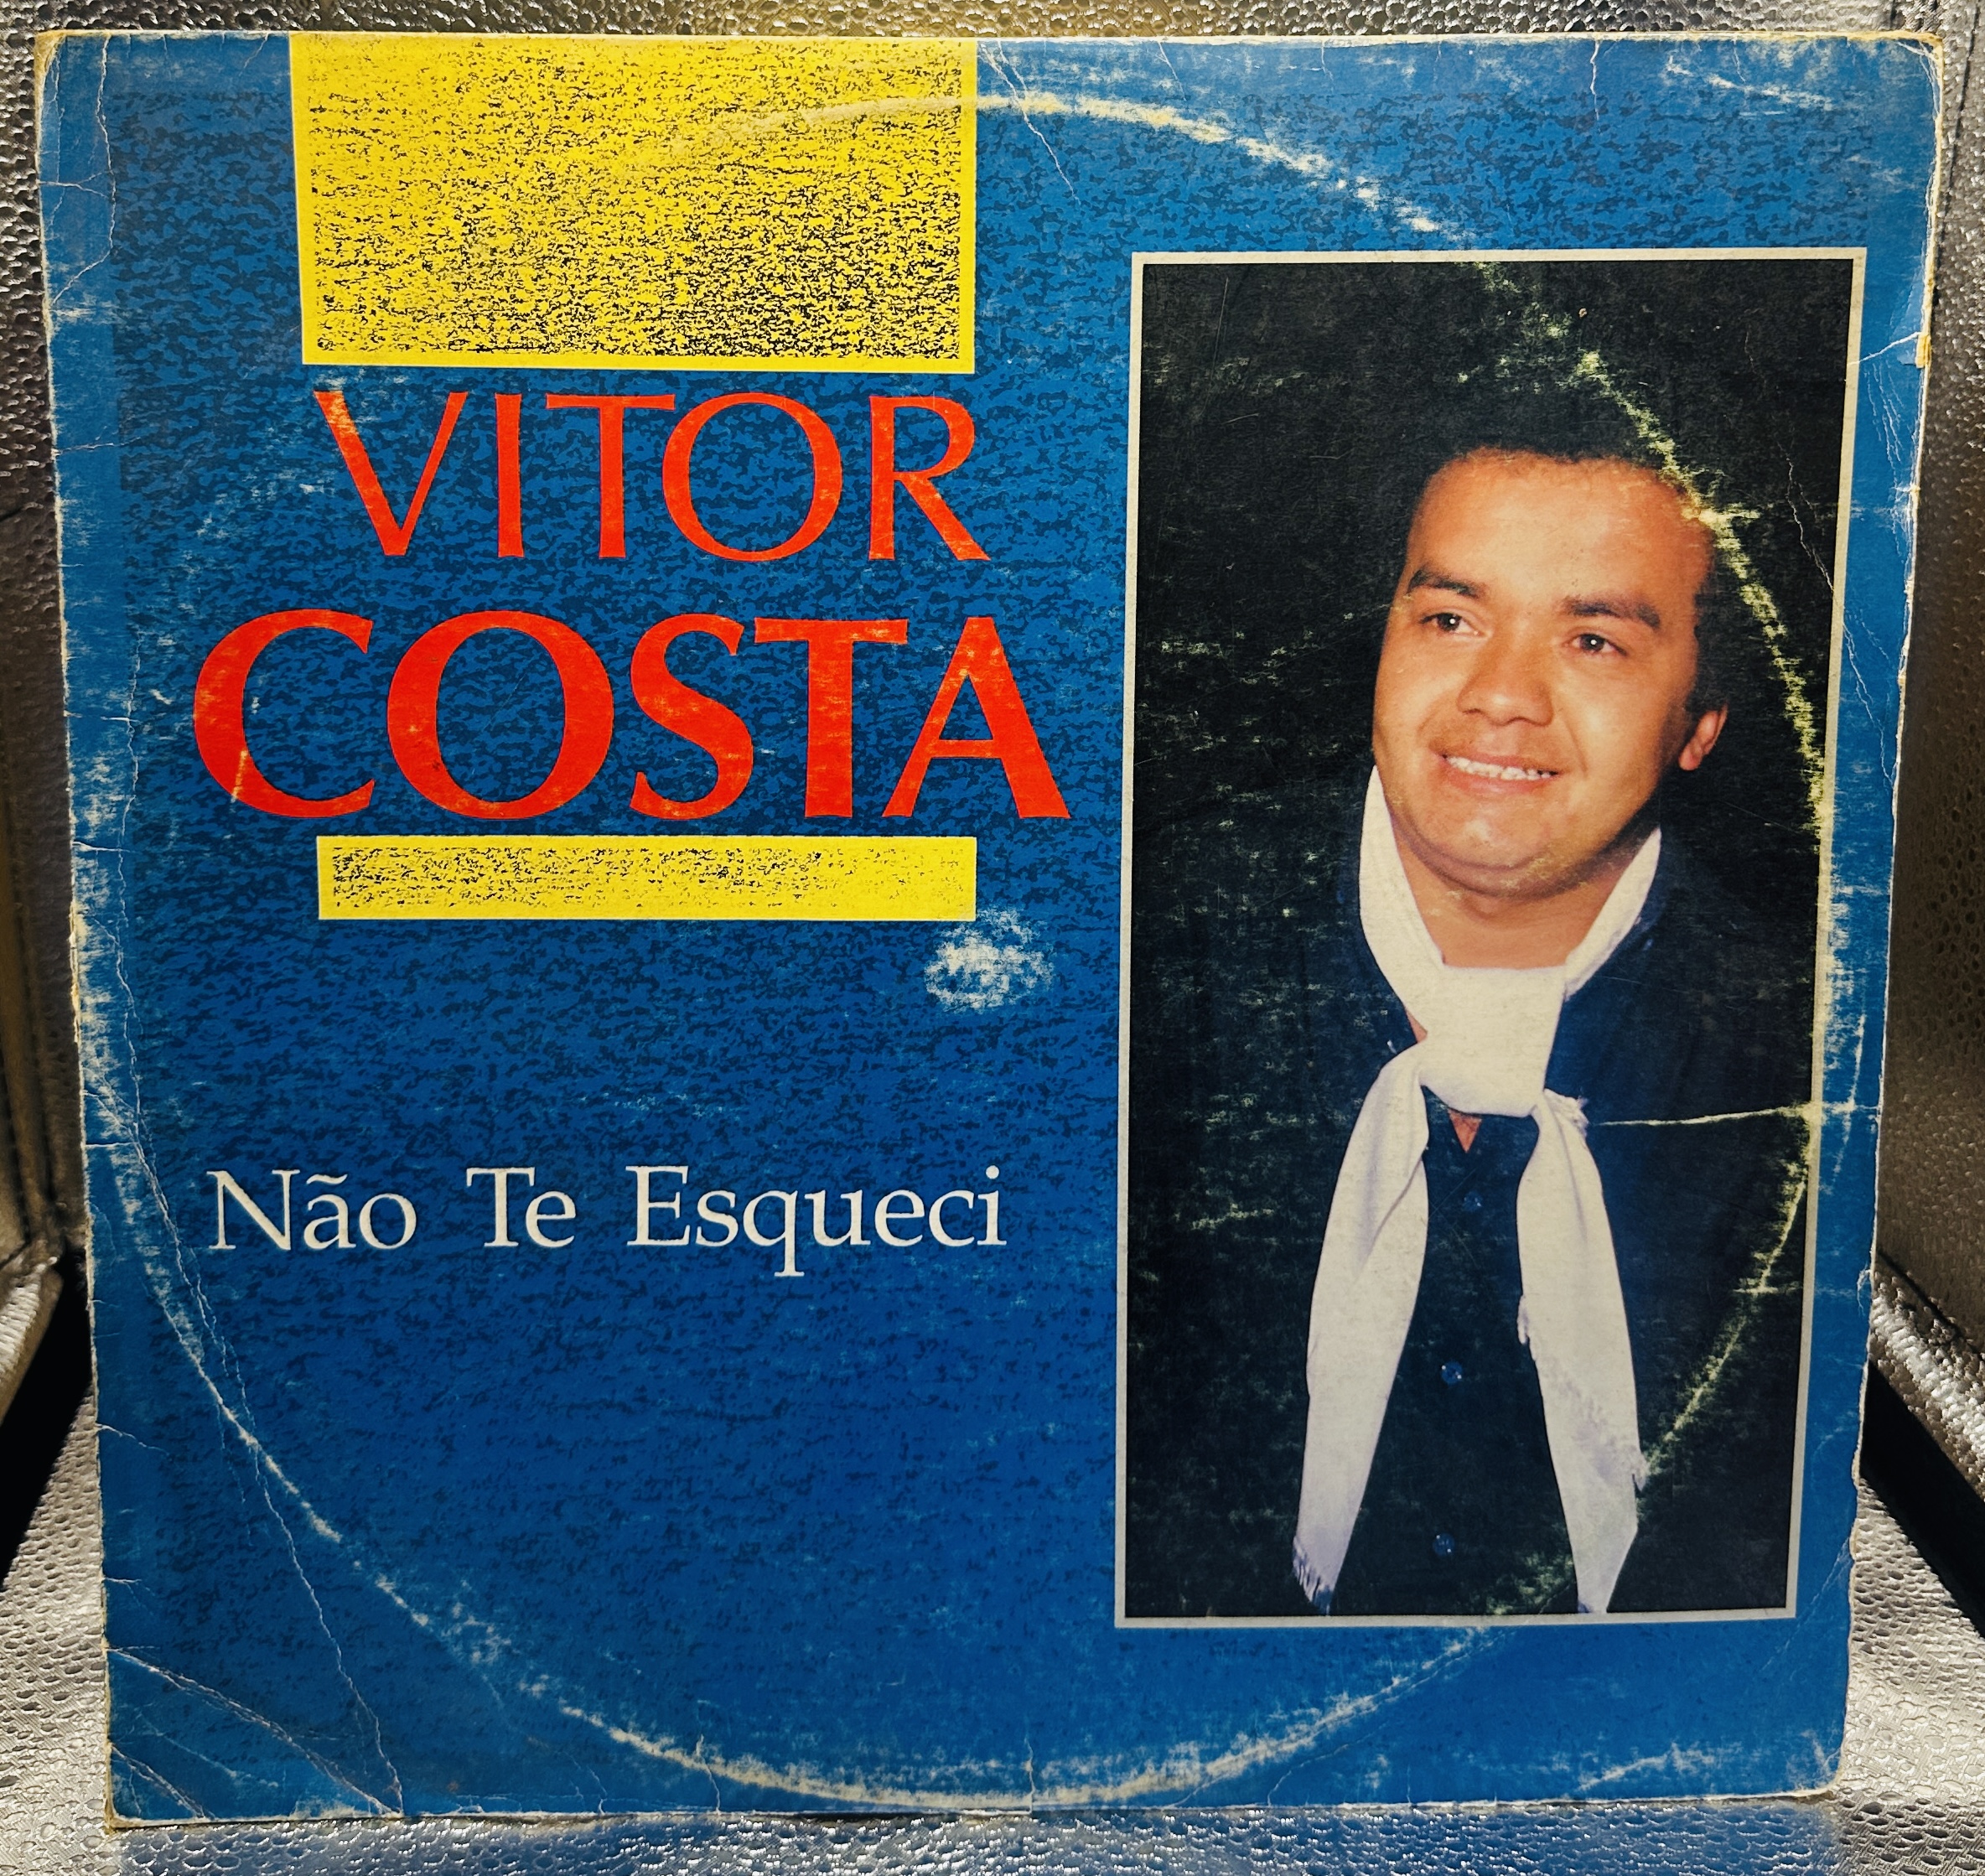 VITOR
COSTA
Não Te Esqueci